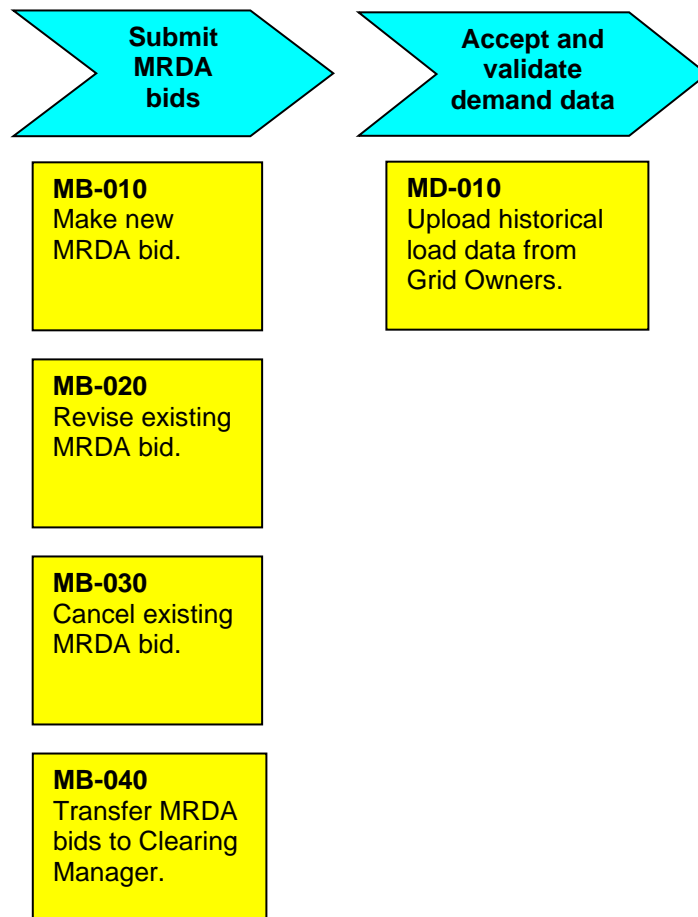 Submit
MRDA
bids
Accept and
validate
demand data
MB-010
Make new
MRDA bid.
MD-010
Upload historical
load data from
Grid Owners.
MB-020
Revise existing
MRDA bid.
MB-030
Cancel existing
MRDA bid.
MB-040
Transfer MRDA
bids to Clearing
Manager.